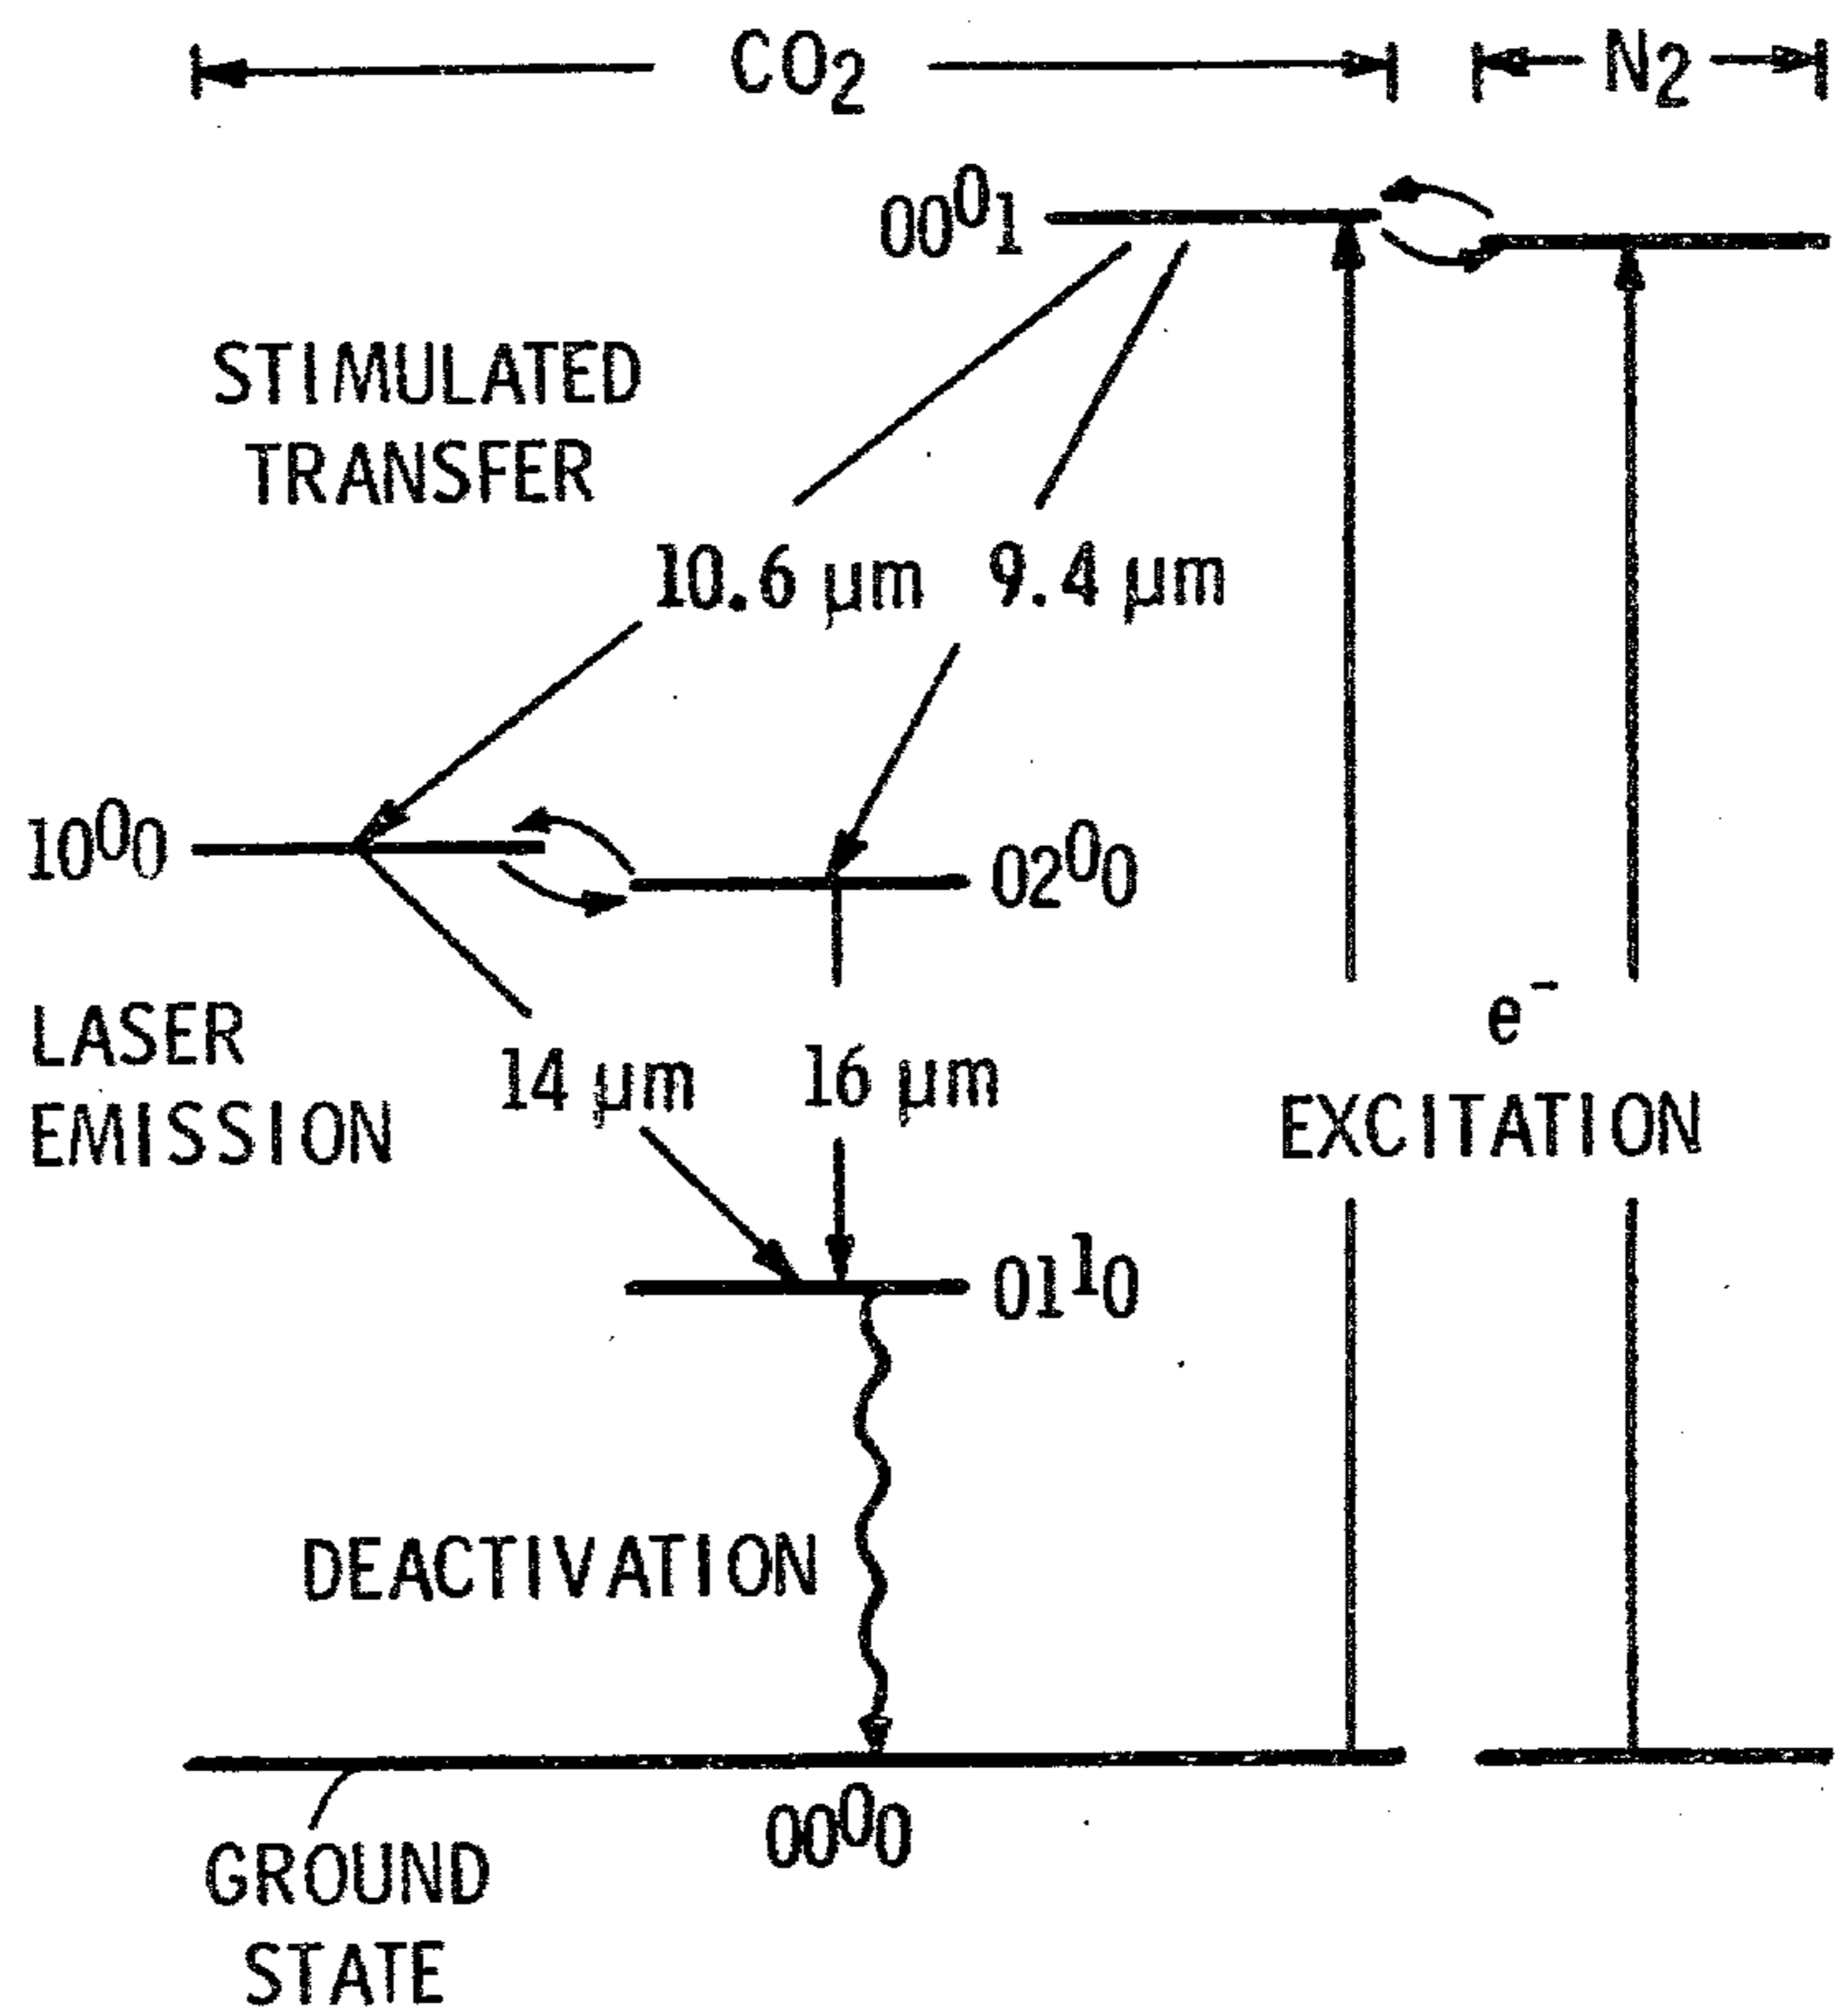 CO₂ N₂
00⁰1
STIMULATED
TRANSFER
10.6 µm 9.4 µm
10⁰0
02⁰0
LASER
EMISSION
14 µm 16 µm
e⁻
EXCITATION
01¹0
DEACTIVATION
00⁰0
GROUND
STATE